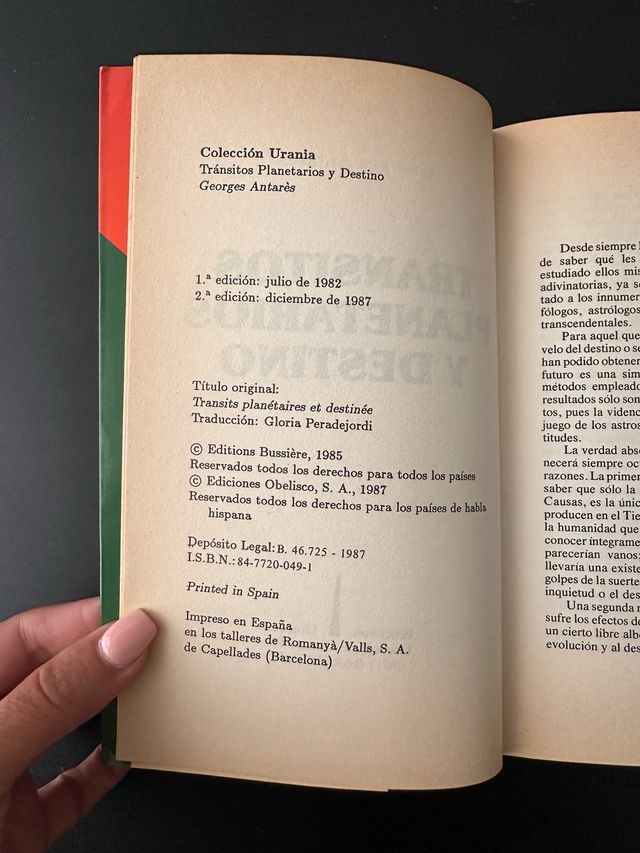 Colección Urania
Tránsitos Planetarios y Destino
Georges Antarès
1.ª edición: julio de 1982
2.ª edición: diciembre de 1987
Título original:
Transits planétaires et destinée
Traducción: Gloria Peradejordi
© Editions Bussière, 1985
Reservados todos los derechos para todos los países
© Ediciones Obelisco, S. A., 1987
Reservados todos los derechos para los países de habla
hispana
Depósito Legal: B. 46.725 - 1987
I.S.B.N.: 84-7720-049-1
Printed in Spain
Impreso en España
en los talleres de Romanyà/Valls, S. A.
de Capellades (Barcelona)
Desde siempre
de saber qué les
estudiado ellos mis
adivinatorias, ya s
tado a los innumer
fólogos, astrólogos
transcendentales.
Para aquel que
velo del destino o se
han podido obtener
futuro es una sim
métodos empleado
resultados sólo son
tos, pues la videnc
juego de los astros
titudes.
La verdad abs
necerá siempre oc
razones. La primer
saber que sólo la
Causas, es la únic
producen en el Tie
la humanidad que
conocer íntegrame
parecerían vanos;
llevaría una existe
golpes de la suerte
inquietud o el des
Una segunda r
sufre los efectos de
un cierto libre alb
evolución y al des